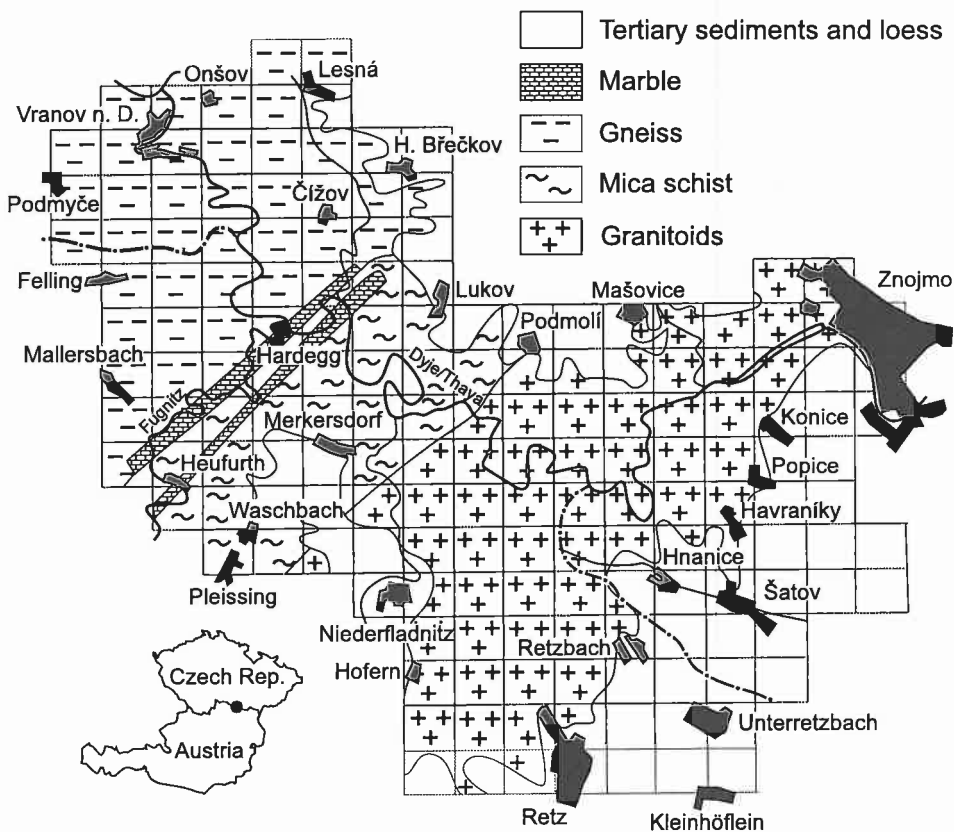 Tertiary sediments and loess
Marble
Gneiss
Mica schist
Granitoids
Onšov
Lesná
Vranov n. D.
H. Břečkov
Podmyče
Čížov
Felling
Lukov
Mašovice
Znojmo
Podmolí
Hardegg
Mallersbach
Dyje/Thaya
Fugnitz
Merkersdorf
Konice
Heufurth
Popice
Waschbach
Havraníky
Hnanice
Pleissing
Šatov
Niederfladnitz
Retzbach
Hofern
Czech Rep.
Unterretzbach
Austria
Retz
Kleinhöflein